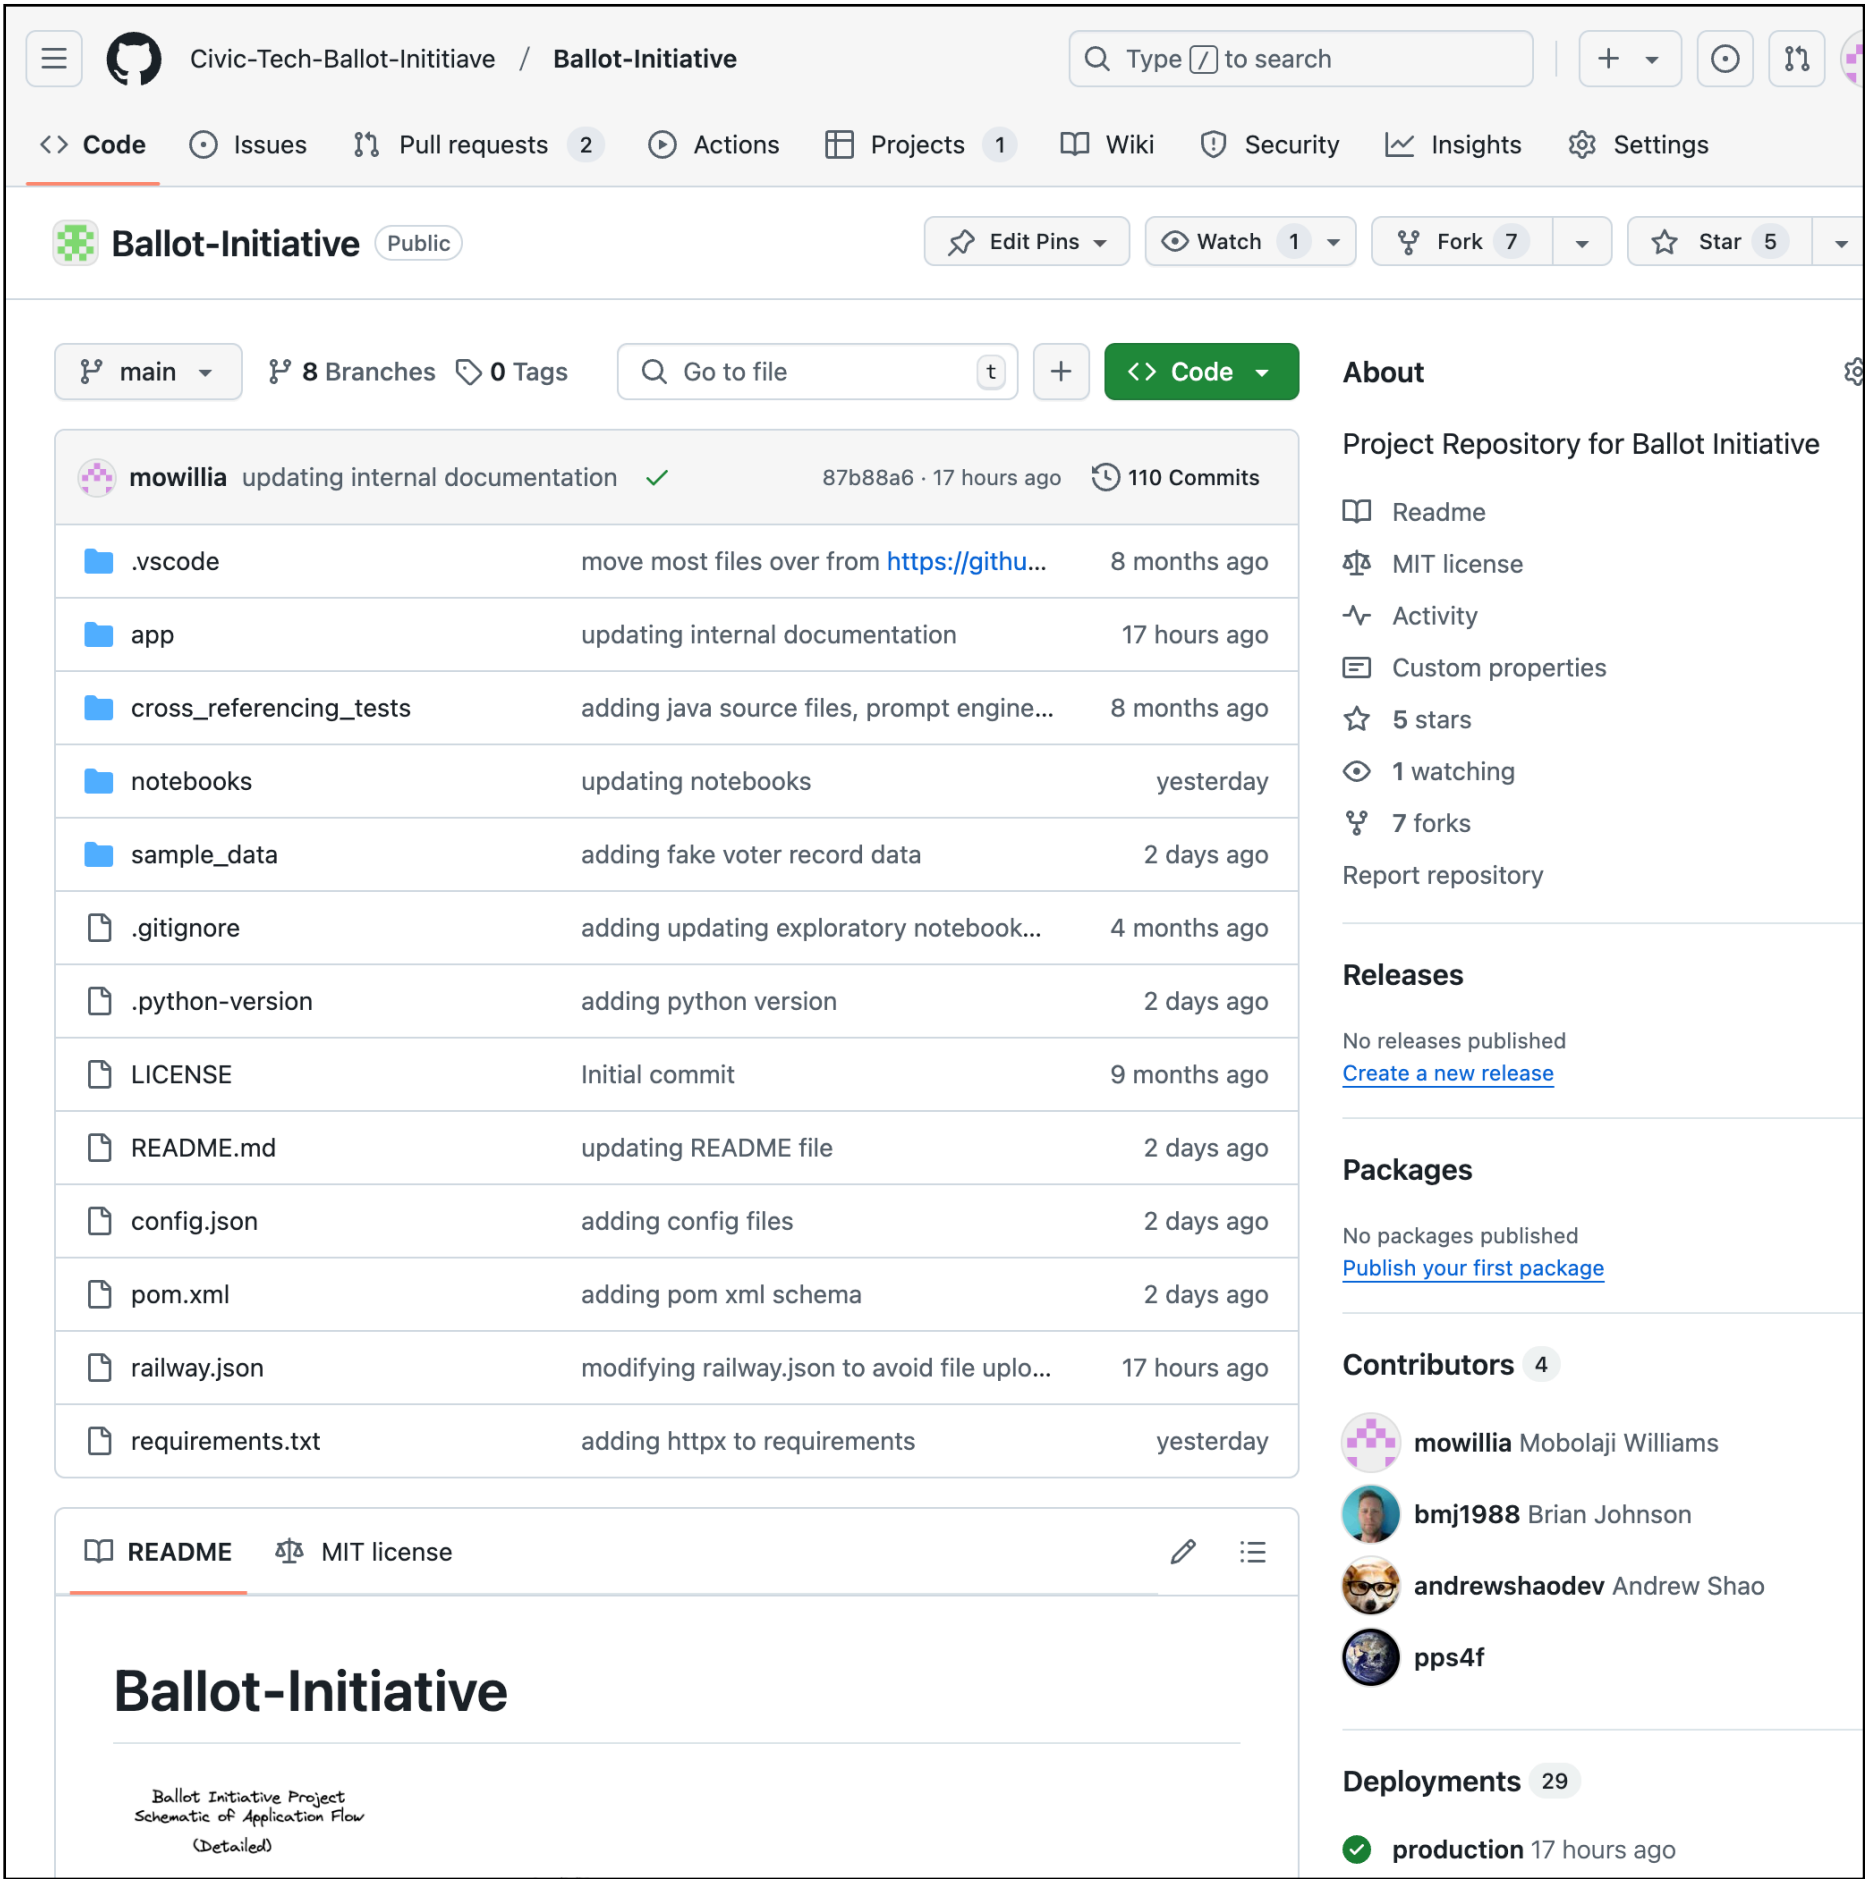 Civic-Tech-Ballot-Inititiave / Ballot-Initiative
Type / to search
Code
Issues
Pull requests 2
Actions
Projects 1
Wiki
Security
Insights
Settings
Ballot-Initiative Public
Edit Pins
Watch 1
Fork 7
Star 5
main
8 Branches
0 Tags
Go to file t
Code
mowillia updating internal documentation 87b88a6 · 17 hours ago 110 Commits
.vscode move most files over from https://githu... 8 months ago
app updating internal documentation 17 hours ago
cross_referencing_tests adding java source files, prompt engine... 8 months ago
notebooks updating notebooks yesterday
sample_data adding fake voter record data 2 days ago
.gitignore adding updating exploratory notebook... 4 months ago
.python-version adding python version 2 days ago
LICENSE Initial commit 9 months ago
README.md updating README file 2 days ago
config.json adding config files 2 days ago
pom.xml adding pom xml schema 2 days ago
railway.json modifying railway.json to avoid file uplo... 17 hours ago
requirements.txt adding httpx to requirements yesterday
README
MIT license
Ballot-Initiative
Ballot Initiative Project
Schematic of Application Flow
(Detailed)
About
Project Repository for Ballot Initiative
Readme
MIT license
Activity
Custom properties
5 stars
1 watching
7 forks
Report repository
Releases
No releases published
Create a new release
Packages
No packages published
Publish your first package
Contributors 4
mowillia Mobolaji Williams
bmj1988 Brian Johnson
andrewshaodev Andrew Shao
pps4f
Deployments 29
production 17 hours ago